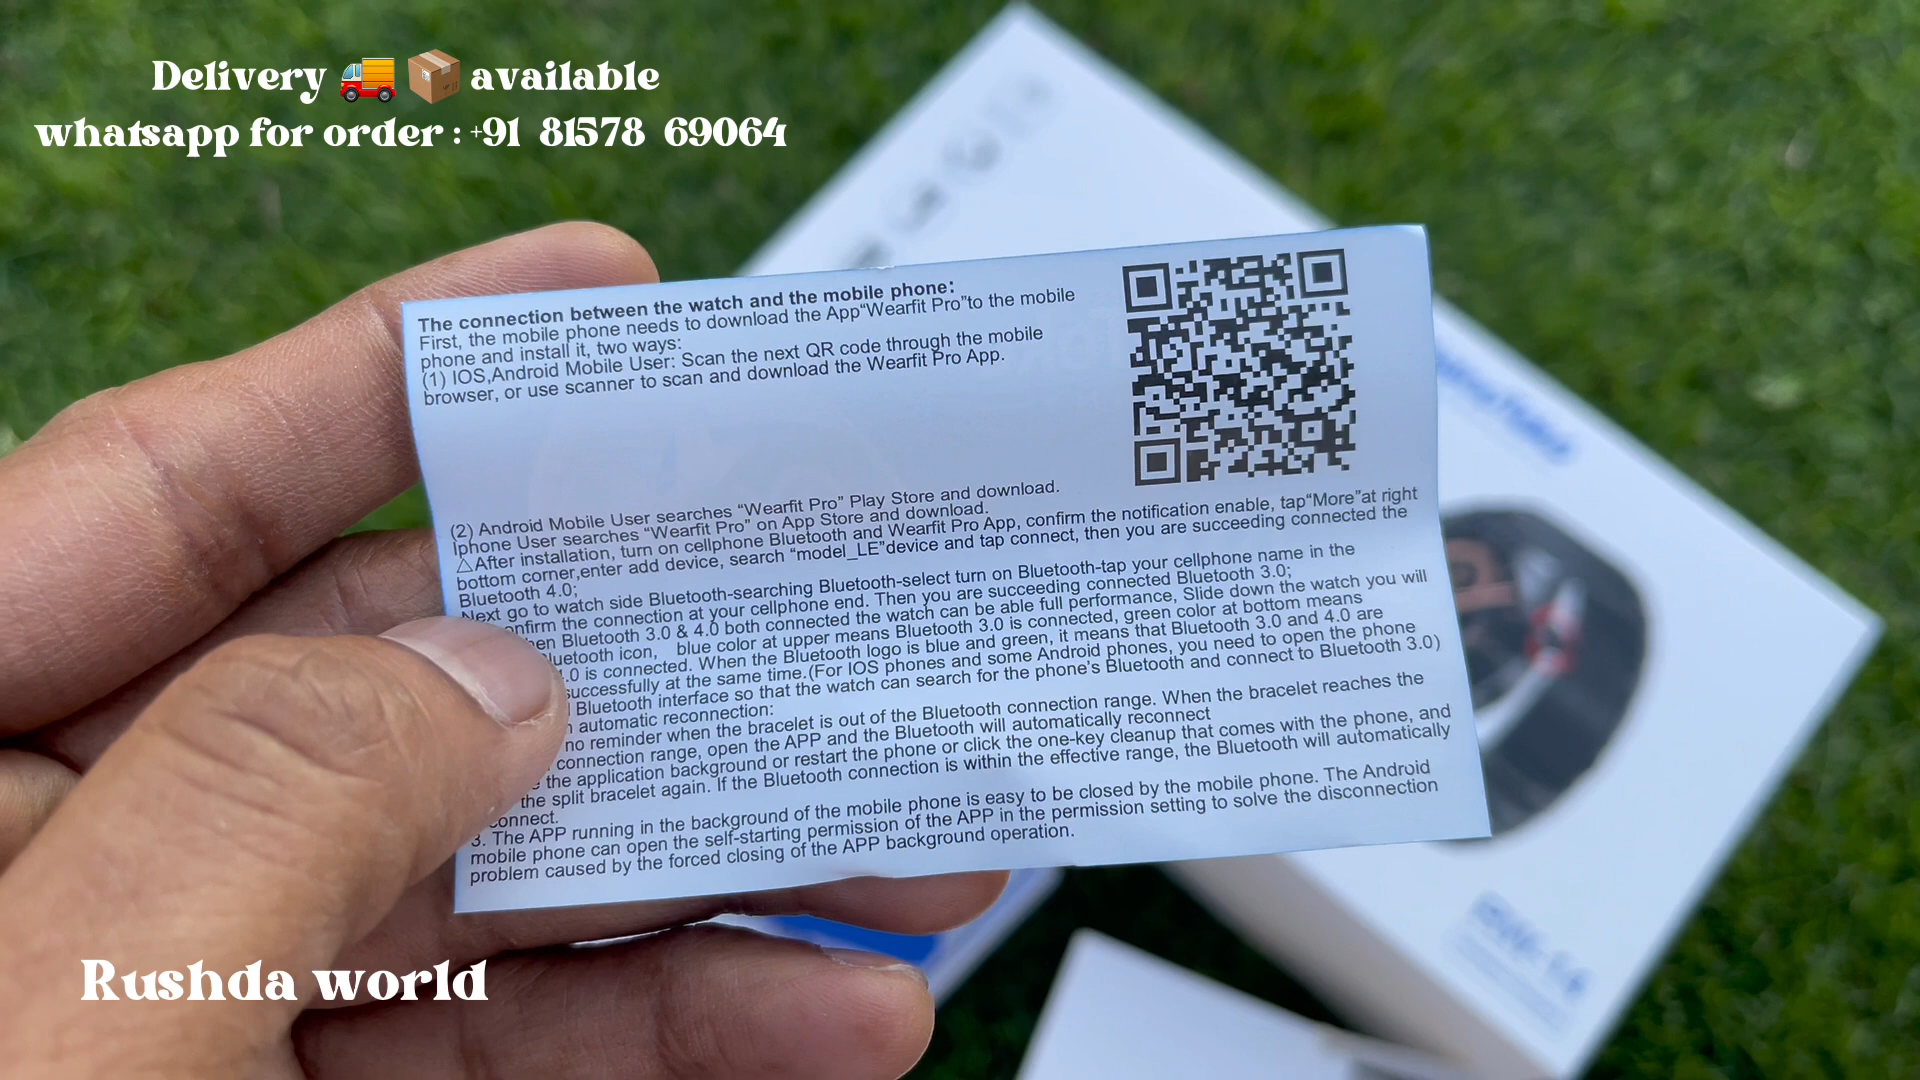 Delivery 🚚 📦 available
whatsapp for order : +91 81578 69064
The connection between the watch and the mobile phone:
First, the mobile phone needs to download the App“Wearfit Pro”to the mobile
phone and install it, two ways:
(1) IOS,Android Mobile User: Scan the next QR code through the mobile
browser, or use scanner to scan and download the Wearfit Pro App.
(2) Android Mobile User searches “Wearfit Pro” Play Store and download.
Iphone User searches “Wearfit Pro” on App Store and download.
△After installation, turn on cellphone Bluetooth and Wearfit Pro App, confirm the notification enable, tap“More”at right
bottom corner,enter add device, search “model_LE”device and tap connect, then you are succeeding connected the
Bluetooth 4.0;
Next go to watch side Bluetooth-searching Bluetooth-select turn on Bluetooth-tap your cellphone name in the
confirm the connection at your cellphone end. Then you are succeeding connected Bluetooth 3.0;
Bluetooth 3.0 & 4.0 both connected the watch can be able full performance, Slide down the watch you will
Bluetooth icon, blue color at upper means Bluetooth 3.0 is connected, green color at bottom means
4.0 is connected. When the Bluetooth logo is blue and green, it means that Bluetooth 3.0 and 4.0 are
successfully at the same time.(For IOS phones and some Android phones, you need to open the phone
Bluetooth interface so that the watch can search for the phone's Bluetooth and connect to Bluetooth 3.0)
automatic reconnection:
no reminder when the bracelet is out of the Bluetooth connection range. When the bracelet reaches the
connection range, open the APP and the Bluetooth will automatically reconnect
the application background or restart the phone or click the one-key cleanup that comes with the phone, and
the split bracelet again. If the Bluetooth connection is within the effective range, the Bluetooth will automatically
connect.
3. The APP running in the background of the mobile phone is easy to be closed by the mobile phone. The Android
mobile phone can open the self-starting permission of the APP in the permission setting to solve the disconnection
problem caused by the forced closing of the APP background operation.
Rushda world